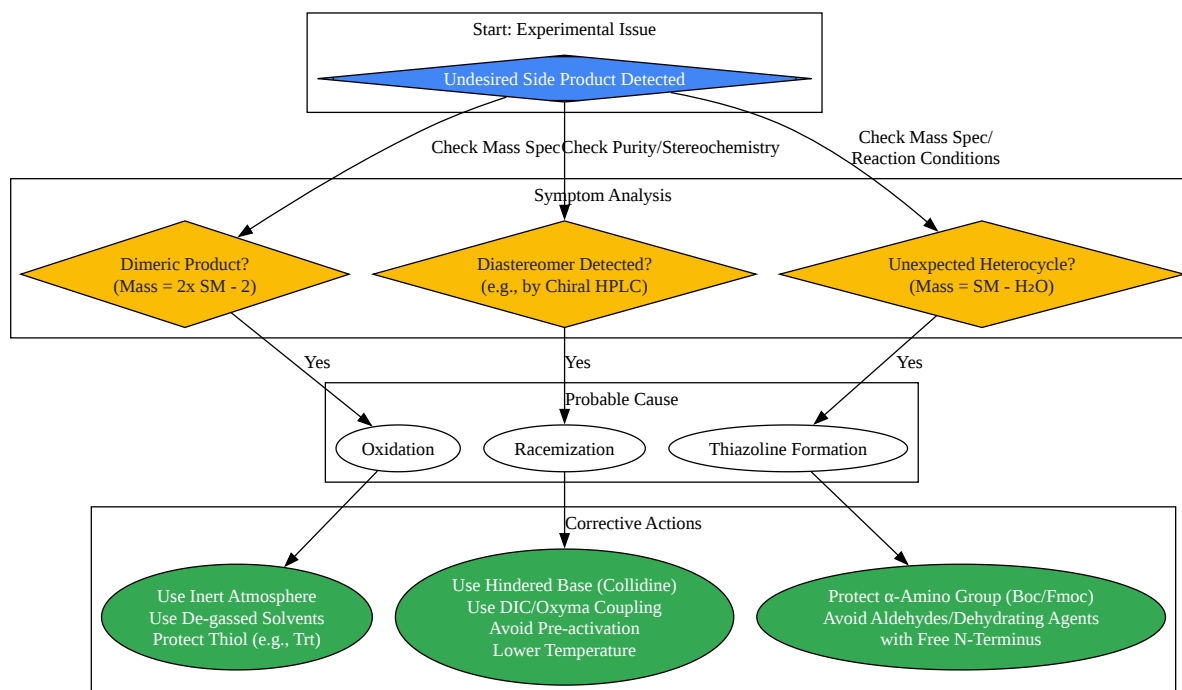 Start: Experimental Issue
Undesired Side Product Detected
Check Mass Spec
Check Purity/Stereochemistry
Check Mass Spec/
Reaction Conditions
Symptom Analysis
Dimeric Product?
(Mass = 2x SM - 2)
Diastereomer Detected?
(e.g., by Chiral HPLC)
Unexpected Heterocycle?
(Mass = SM - H₂O)
Yes
Yes
Yes
Probable Cause
Oxidation
Racemization
Thiazoline Formation
Corrective Actions
Use Inert Atmosphere
Use De-gassed Solvents
Protect Thiol (e.g., Trt)
Use Hindered Base (Collidine)
Use DIC/Oxyma Coupling
Avoid Pre-activation
Lower Temperature
Protect α-Amino Group (Boc/Fmoc)
Avoid Aldehydes/Dehydrating Agents
with Free N-Terminus